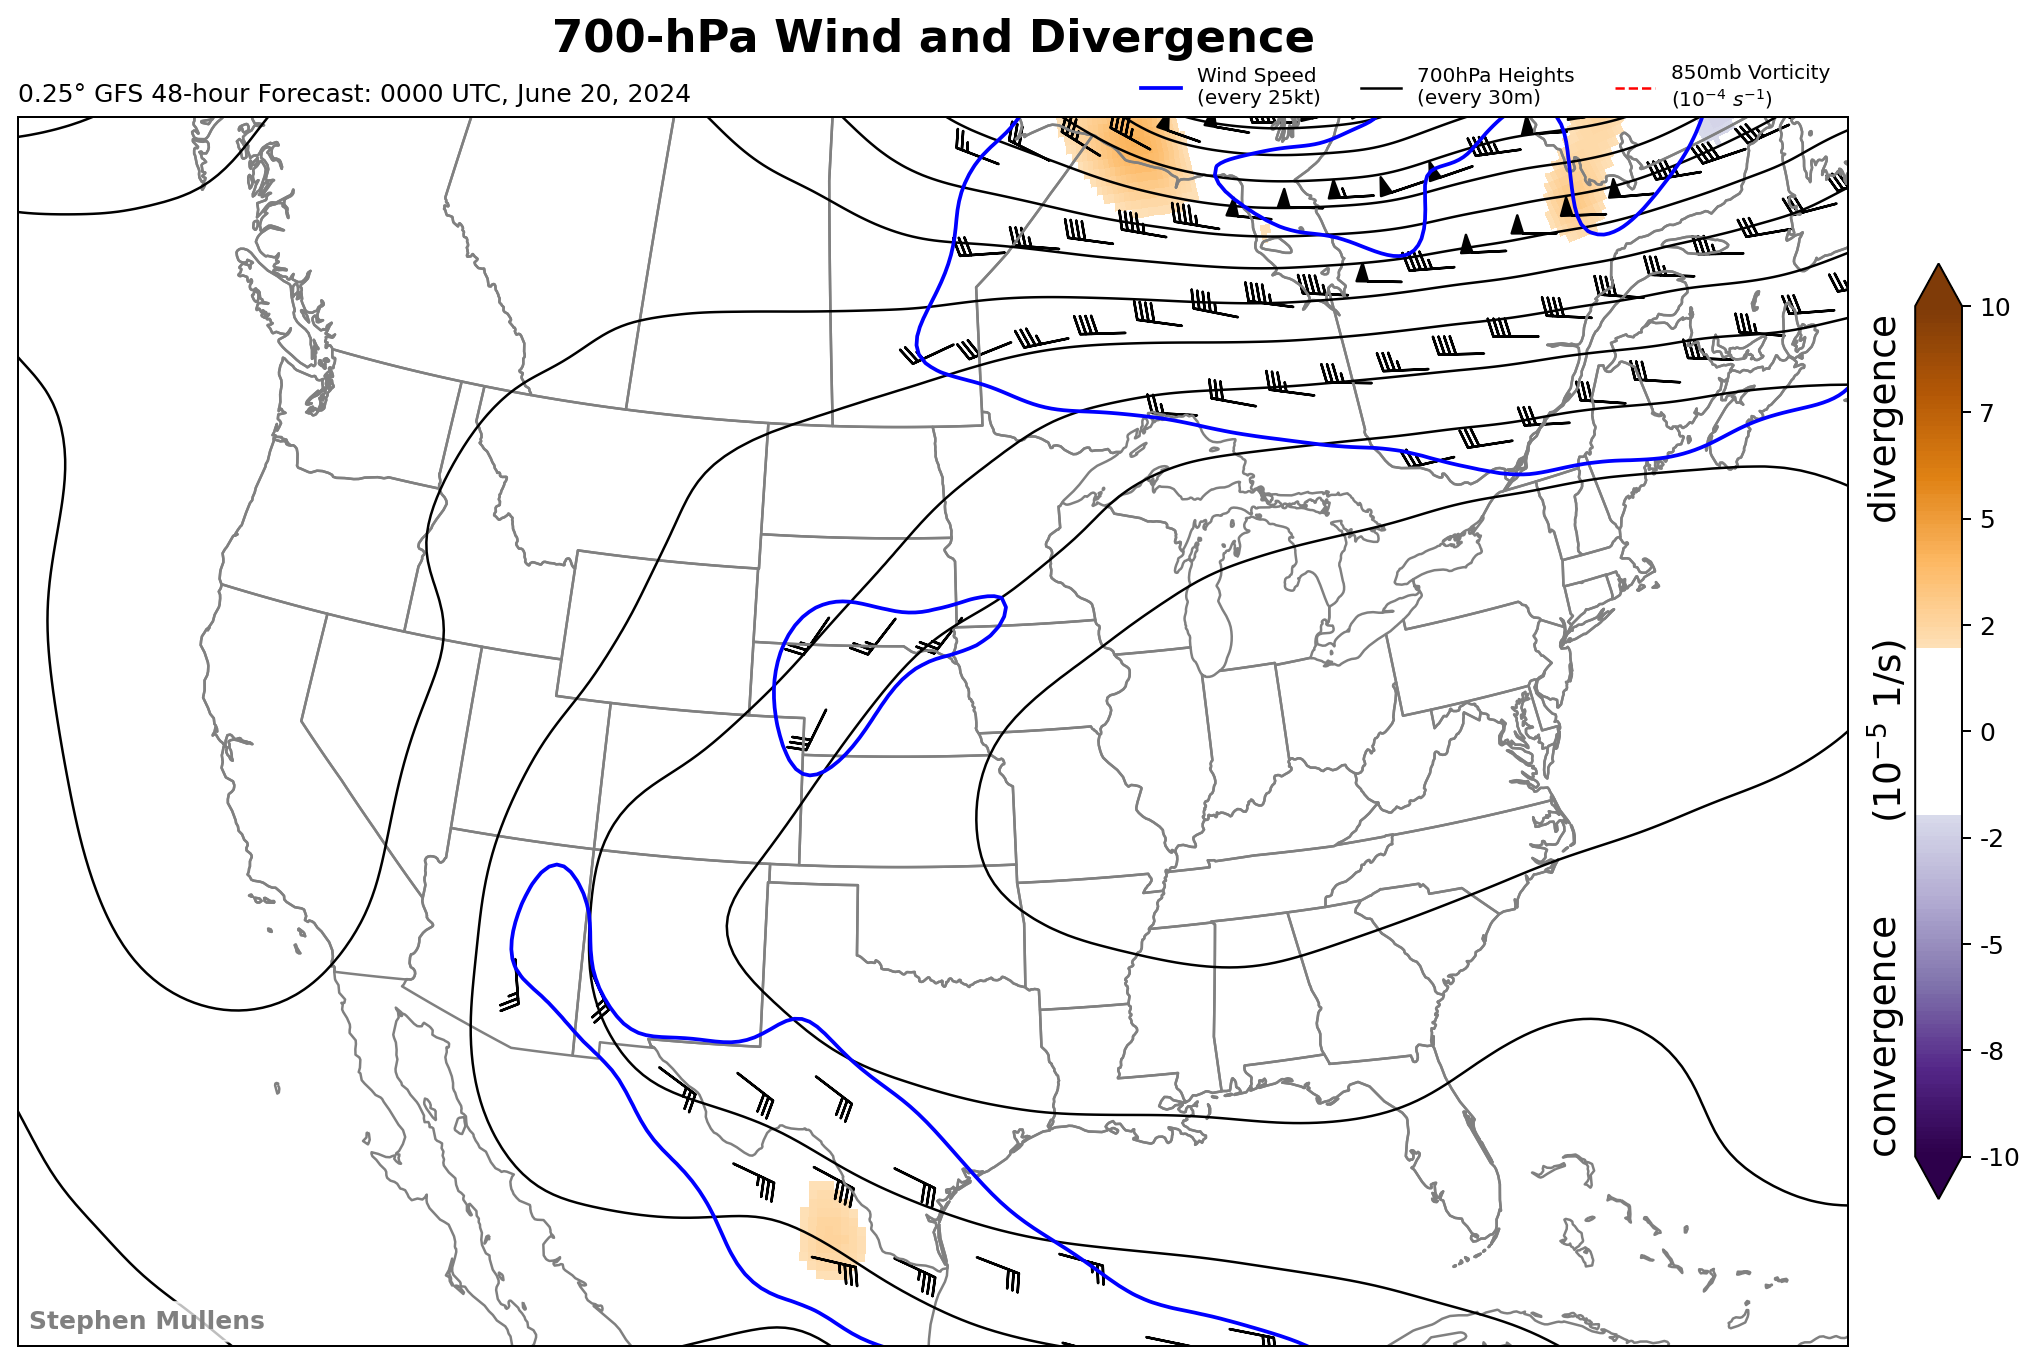 700-hPa Wind and Divergence
0.25° GFS 48-hour Forecast: 0000 UTC, June 20, 2024
Wind Speed
(every 25kt)
700hPa Heights
(every 30m)
850mb Vorticity
(10⁻⁴ s⁻¹)
10
7
5
2
0
-2
-5
-8
-10
convergence (10⁻⁵ 1/s) divergence
Stephen Mullens